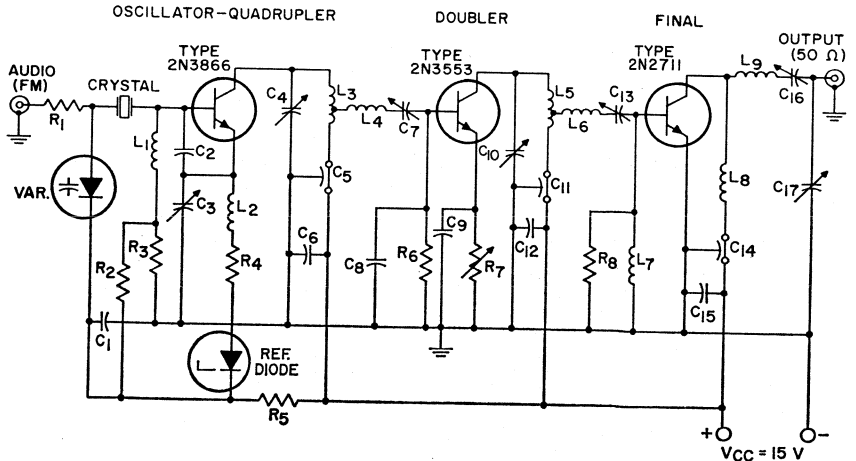 OSCILLATOR-QUADRUPLER
DOUBLER
FINAL
TYPE
2N3866
TYPE
2N3553
TYPE
2N2711
OUTPUT
(50 Ω)
AUDIO
(FM)
CRYSTAL
R1
L1
C2
C3
VAR.
L2
R2
R3
R4
C1
REF.
DIODE
R5
C4
L3
L4
C7
C5
C6
C8
R6
C9
R7
C10
L5
L6
C13
C11
C12
R8
L7
L8
L9
C16
C17
C14
C15
+
-
VCC = 15 V